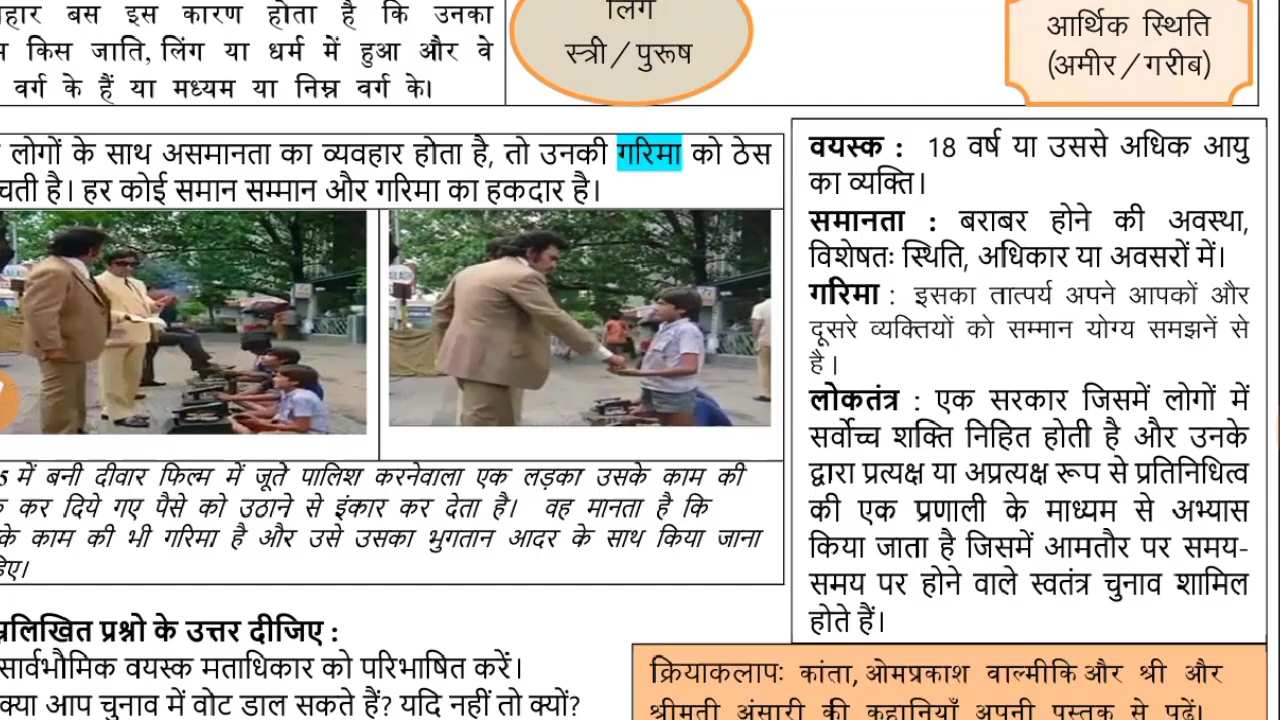 हार बस इस कारण होता है कि उनका
किस जाति, लिंग या धर्म में हुआ और वे
वर्ग के हैं या मध्यम या निम्न वर्ग के।
लिंग
स्त्री / पुरूष
आर्थिक स्थिति
(अमीर / गरीब)
लोगों के साथ असमानता का व्यवहार होता है, तो उनकी गरिमा को ठेस
चती है। हर कोई समान सम्मान और गरिमा का हकदार है।
5 में बनी दीवार फिल्म में जूते पालिश करनेवाला एक लड़का उसके काम की
कर दिये गए पैसे को उठाने से इंकार कर देता है। वह मानता है कि
के काम की भी गरिमा है और उसे उसका भुगतान आदर के साथ किया जाना
हिए।
वयस्क : 18 वर्ष या उससे अधिक आयु
का व्यक्ति।
समानता : बराबर होने की अवस्था,
विशेषतः स्थिति, अधिकार या अवसरों में।
गरिमा : इसका तात्पर्य अपने आपकों और
दूसरे व्यक्तियों को सम्मान योग्य समझनें से
है।
लोकतंत्र : एक सरकार जिसमें लोगों में
सर्वोच्च शक्ति निहित होती है और उनके
द्वारा प्रत्यक्ष या अप्रत्यक्ष रूप से प्रतिनिधित्व
की एक प्रणाली के माध्यम से अभ्यास
किया जाता है जिसमें आमतौर पर समय-
समय पर होने वाले स्वतंत्र चुनाव शामिल
होते हैं।
म्नलिखित प्रश्नो के उत्तर दीजिए :
सार्वभौमिक वयस्क मताधिकार को परिभाषित करें।
क्या आप चुनाव में वोट डाल सकते हैं? यदि नहीं तो क्यों?
क्रियाकलापः कांता, ओमप्रकाश वाल्मीकि और श्री और
श्रीमती अंसारी की कहानियाँ अपनी पुस्तक से पढ़ें।